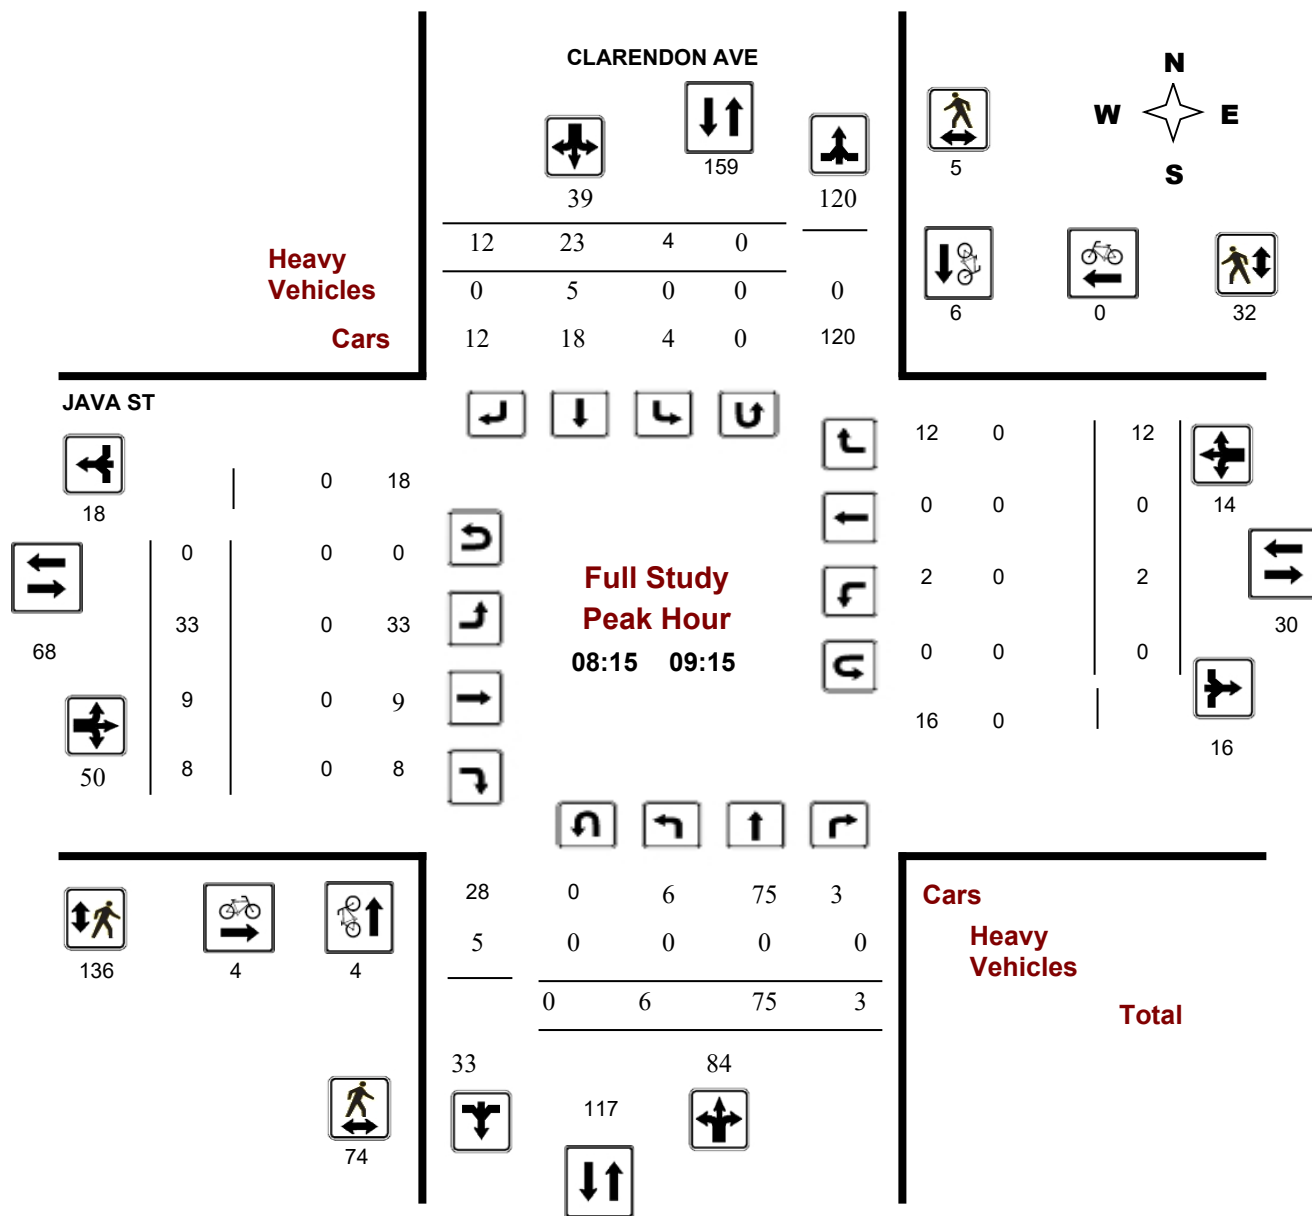 CLARENDON AVE
N
W E
S
159
5
39 120
12 23 4 0
Heavy
Vehicles
0 5 0 0 0
6 0 32
Cars
12 18 4 0 120
JAVA ST
12 0 12
0 18
18
0 0 0
14
0 0 0
Full Study
Peak Hour
2 0 2
33 0 33
30
68
08:15 09:15
0 0 0
9 0 9
16 0
16
50
8 0 8
28 0 6 75 3
Cars
5 0 0 0 0
Heavy
Vehicles
136 4 4
0 6 75 3
Total
33 84
117
74